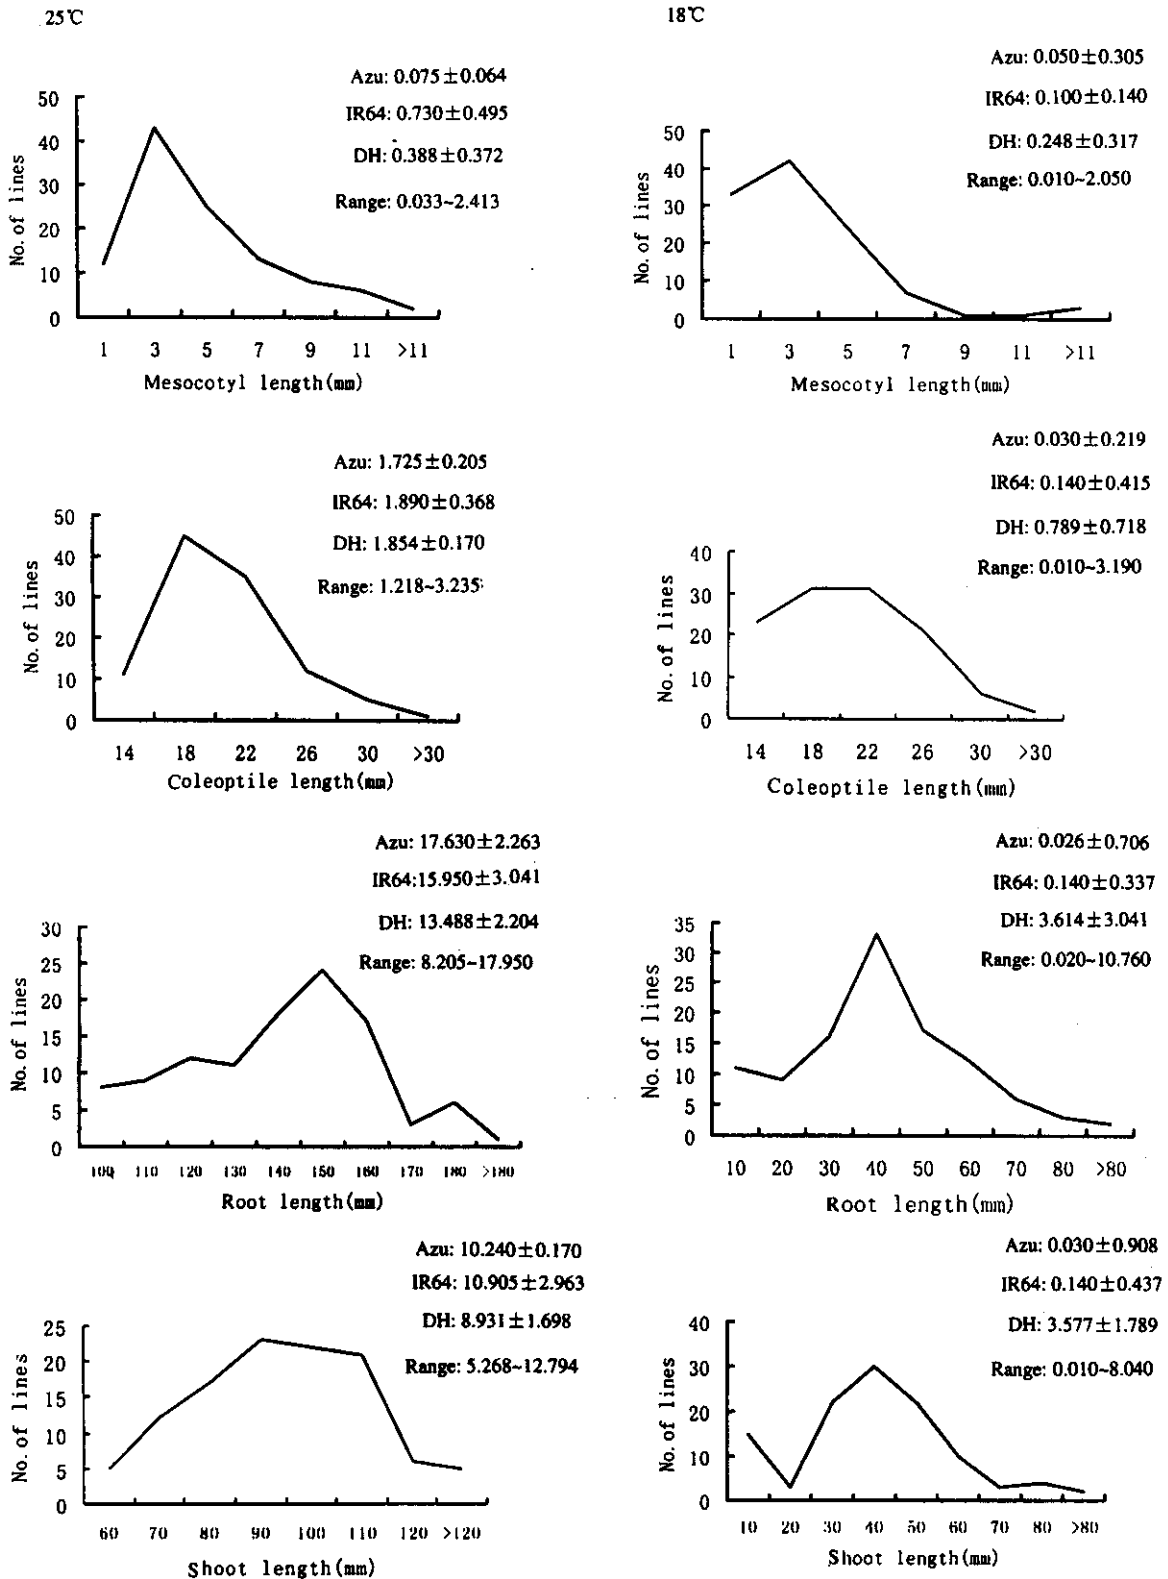 25℃
Azu: 0.075±0.064
IR64: 0.730±0.495
DH: 0.388±0.372
Range: 0.033~2.413
No. of lines
50
40
30
20
10
0
1 3 5 7 9 11 >11
Mesocotyl length(mm)
18℃
Azu: 0.050±0.305
IR64: 0.100±0.140
DH: 0.248±0.317
Range: 0.010~2.050
No. of lines
50
40
30
20
10
0
1 3 5 7 9 11 >11
Mesocotyl length(mm)
Azu: 1.725±0.205
IR64: 1.890±0.368
DH: 1.854±0.170
Range: 1.218~3.235
No. of lines
50
40
30
20
10
0
14 18 22 26 30 >30
Coleoptile length(mm)
Azu: 0.030±0.219
IR64: 0.140±0.415
DH: 0.789±0.718
Range: 0.010~3.190
No. of lines
40
30
20
10
0
14 18 22 26 30 >30
Coleoptile length(mm)
Azu: 17.630±2.263
IR64:15.950±3.041
DH: 13.488±2.204
Range: 8.205~17.950
No. of lines
30
25
20
15
10
5
0
100 110 120 130 140 150 160 170 180 >180
Root length(mm)
Azu: 0.026±0.706
IR64: 0.140±0.337
DH: 3.614±3.041
Range: 0.020~10.760
No. of lines
35
30
25
20
15
10
5
0
10 20 30 40 50 60 70 80 >80
Root length(mm)
Azu: 10.240±0.170
IR64: 10.905±2.963
DH: 8.931±1.698
Range: 5.268~12.794
No. of lines
25
20
15
10
5
0
60 70 80 90 100 110 120 >120
Shoot length(mm)
Azu: 0.030±0.908
IR64: 0.140±0.437
DH: 3.577±1.789
Range: 0.010~8.040
No. of lines
40
30
20
10
0
10 20 30 40 50 60 70 80 >80
Shoot length(mm)